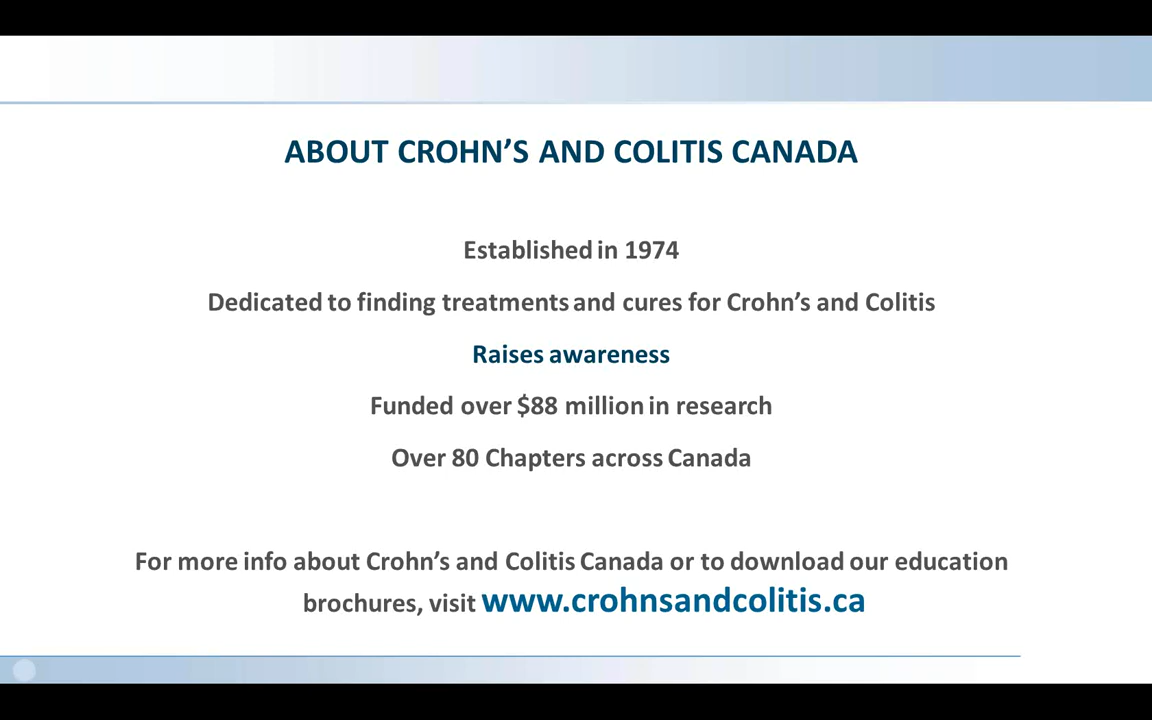 ABOUT CROHN’S AND COLITIS CANADA
Established in 1974
Dedicated to finding treatments and cures for Crohn’s and Colitis
Raises awareness
Funded over $88 million in research
Over 80 Chapters across Canada
For more info about Crohn’s and Colitis Canada or to download our education
brochures, visit www.crohnsandcolitis.ca